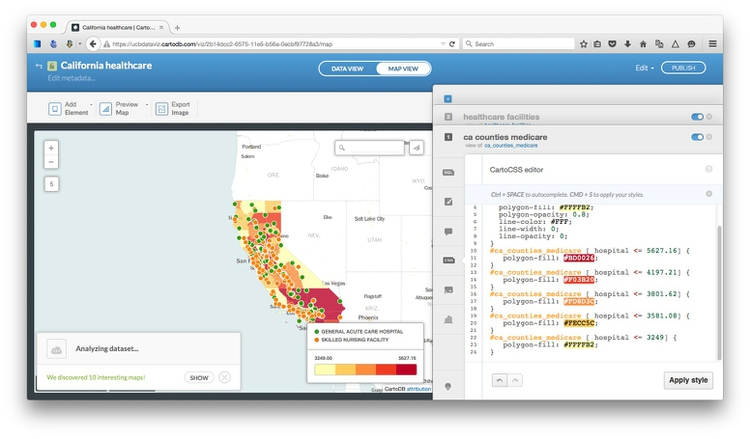 California healthcare | Carto...
https://ucbdataviz.cartodb.com/viz/2b14dcc2-6575-11e5-b56a-0ecbf97728a3/map
Search
California healthcare
Edit metadata...
DATA VIEW
MAP VIEW
Edit
PUBLISH
Add
Element
Preview
Map
Export
Image
2
healthcare facilities
1
ca counties medicare
view of ca_counties_medicare
+
-
5
Portland
Salem
ORE.
IDAHO
Boise
WYO.
Elko
Salt Lake City
NEV.
UTAH
San
Las Vegas
Flagstaff
Albuquerque
ARIZ.
Phoenix
SQL
CSS
CartoCSS editor
?
Ctrl + SPACE to autocomplete. CMD + S to apply your styles.
4 polygon-fill: #FFFFB2;
5 polygon-opacity: 0.8;
6 line-color: #FFF;
7 line-width: 0;
8 line-opacity: 0;
9 }
10 #ca_counties_medicare [ hospital <= 5627.16] {
11 polygon-fill: #BD0026;
12 }
13 #ca_counties_medicare [ hospital <= 4197.21] {
14 polygon-fill: #F03B20;
15 }
16 #ca_counties_medicare [ hospital <= 3801.62] {
17 polygon-fill: #FD8D3C;
18 }
19 #ca_counties_medicare [ hospital <= 3581.08] {
20 polygon-fill: #FECC5C;
21 }
22 #ca_counties_medicare [ hospital <= 3249] {
23 polygon-fill: #FFFFB2;
24 }
Apply style
Analyzing dataset...
We discovered 10 interesting maps!
SHOW
GENERAL ACUTE CARE HOSPITAL
SKILLED NURSING FACILITY
3249.00
5627.16
CartoDB attribution